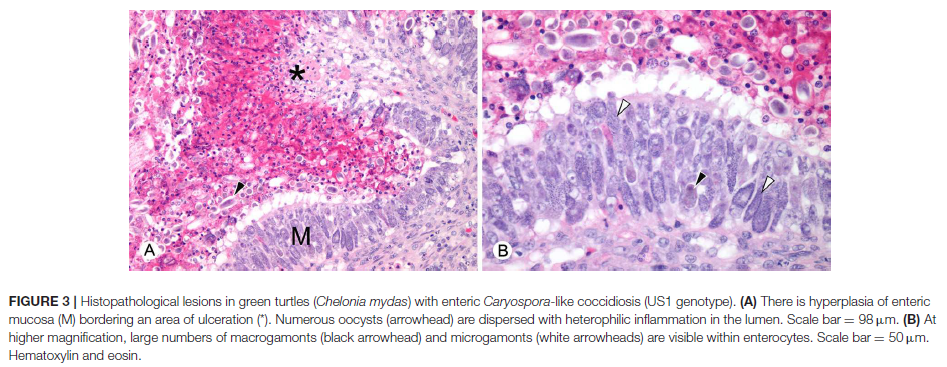 *
M
A
B
FIGURE 3 | Histopathological lesions in green turtles (Chelonia mydas) with enteric Caryospora-like coccidiosis (US1 genotype). (A) There is hyperplasia of enteric
mucosa (M) bordering an area of ulceration (*). Numerous oocysts (arrowhead) are dispersed with heterophilic inflammation in the lumen. Scale bar = 98 μm. (B) At
higher magnification, large numbers of macrogamonts (black arrowhead) and microgamonts (white arrowheads) are visible within enterocytes. Scale bar = 50 μm.
Hematoxylin and eosin.